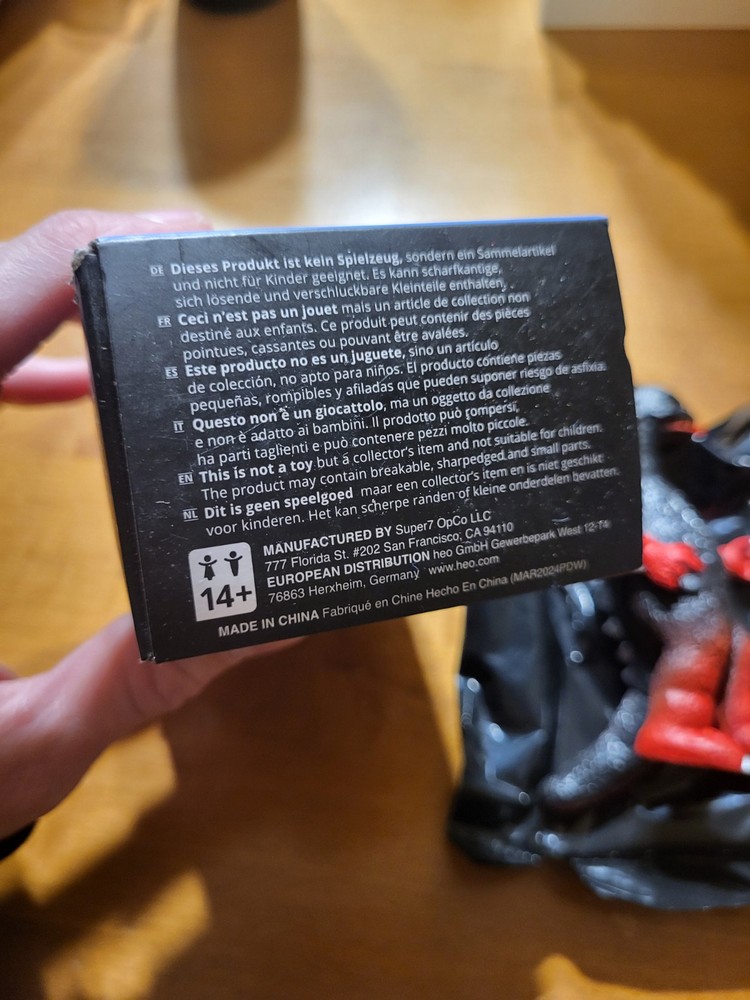 DE Dieses Produkt ist kein Spielzeug, sondern ein Sammelartikel
und nicht für Kinder geeignet. Es kann scharfkantige,
sich lösende und verschluckbare Kleinteile enthalten,
FR Ceci n'est pas un jouet mais un article de collection non
destiné aux enfants. Ce produit peut contenir des pièces
pointues, cassantes ou pouvant être avalées.
ES Este producto no es un juguete, sino un artículo
de colección, no apto para niños. El producto contiene piezas
pequeñas, rompibles y afiladas que pueden suponer riesgo de asfixia.
IT Questo non è un giocattolo, ma un oggetto da collezione
e non è adatto ai bambini. Il prodotto può rompersi,
ha parti taglienti e può contenere pezzi molto piccole.
EN This is not a toy but a collector's item and not suitable for children.
The product may contain breakable, sharpedged and small parts.
NL Dit is geen speelgoed maar een collector's item en is niet geschikt
voor kinderen. Het kan scherpe randen of kleine onderdelen bevatten.
14+
MANUFACTURED BY Super7 OpCo LLC
777 Florida St. #202 San Francisco, CA 94110
EUROPEAN DISTRIBUTION heo GmbH Gewerbepark West 12-14
76863 Herxheim, Germany www.heo.com
MADE IN CHINA Fabriqué en Chine Hecho En China (MAR2024PDW)